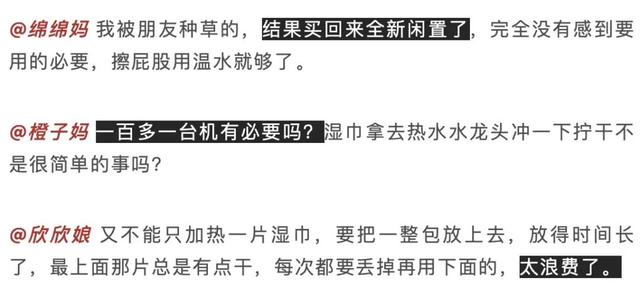 @绵绵妈 我被朋友种草的，结果买回来全新闲置了，完全没有感到要
用的必要，擦屁股用温水就够了。
@橙子妈 一百多一台机有必要吗？湿巾拿去热水水龙头冲一下拧干不
是很简单的事吗？
@欣欣娘 又不能只加热一片湿巾，要把一整包放上去，放得时间长
了，最上面那片总是有点干，每次都要丢掉再用下面的，太浪费了。